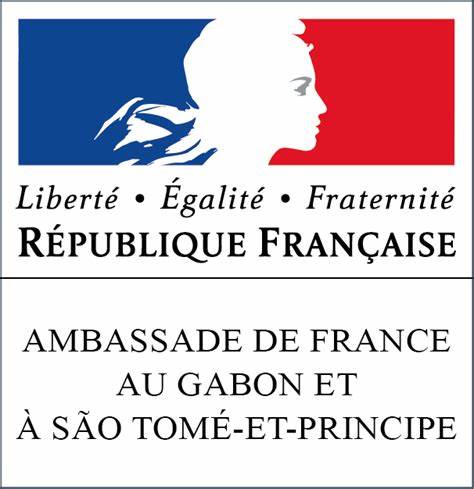 Liberté • Égalité • Fraternité
RÉPUBLIQUE FRANÇAISE
AMBASSADE DE FRANCE
AU GABON ET
À SÃO TOMÉ-ET-PRINCIPE